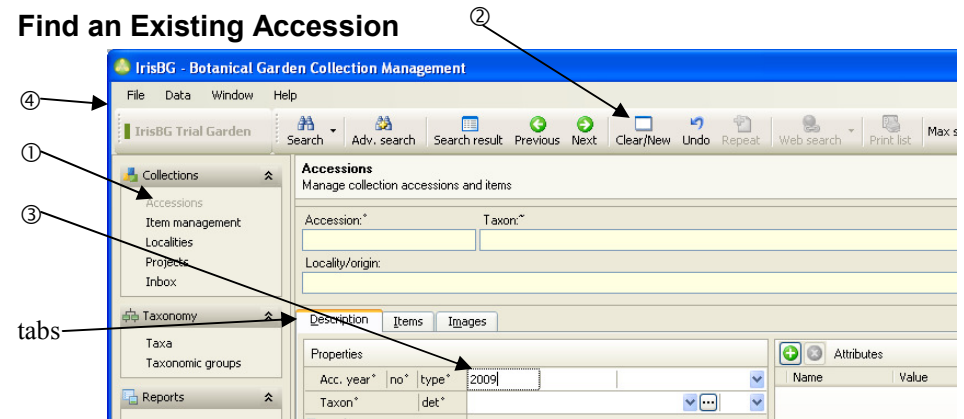 Find an Existing Accession
②
IrisBG - Botanical Garden Collection Management
④
File Data Window Help
IrisBG Trial Garden Search Adv. search Search result Previous Next Clear/New Undo Repeat Web search Print list Max s
①
Collections
Accessions
Manage collection accessions and items
Accessions
③
Item management
Localities
Projects
Inbox
Accession:* Taxon:~
Locality/origin:
tabs
Taxonomy
Taxa
Taxonomic groups
Reports
Description Items Images
Properties
Acc. year* no* type* 2009
Taxon* det*
Attributes
Name Value